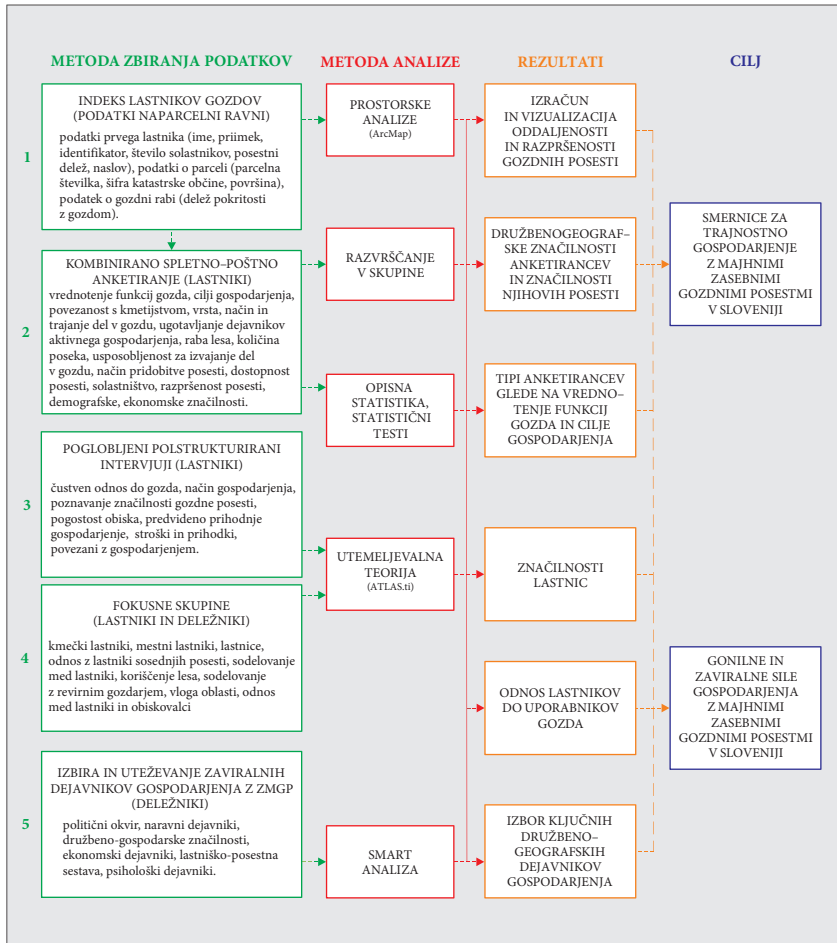 METODA ZBIRANJA PODATKOV
METODA ANALIZE
REZULTATI
CILJ
1
INDEKS LASTNIKOV GOZDOV
(PODATKI NAPARCELNI RAVNI)
podatki prvega lastnika (ime, priimek,
identifikator, število solastnikov, posestni
delež, naslov), podatki o parceli (parcelna
številka, šifra katastrske občine, površina),
podatek o gozdni rabi (delež pokritosti
z gozdom).
2
KOMBINIRANO SPLETNO–POŠTNO
ANKETIRANJE (LASTNIKI)
vrednotenje funkcij gozda, cilji gospodarjenja,
povezanost s kmetijstvom, vrsta, način in
trajanje del v gozdu, ugotavljanje dejavnikov
aktivnega gospodarjenja, raba lesa, količina
poseka, usposobljenost za izvajanje del
v gozdu, način pridobitve posesti, dostopnost
posesti, solastništvo, razpršenost posesti,
demografske, ekonomske značilnosti.
3
POGLOBLJENI POLSTRUKTURIRANI
INTERVJUJI (LASTNIKI)
čustven odnos do gozda, način gospodarjenja,
poznavanje značilnosti gozdne posesti,
pogostost obiska, predvideno prihodnje
gospodarjenje, stroški in prihodki,
povezani z gospodarjenjem.
4
FOKUSNE SKUPINE
(LASTNIKI IN DELEŽNIKI)
kmečki lastniki, mestni lastniki, lastnice,
odnos z lastniki sosednjih posesti, sodelovanje
med lastniki, koriščenje lesa, sodelovanje
z revirnim gozdarjem, vloga oblasti, odnos
med lastniki in obiskovalci
5
IZBIRA IN UTEŽEVANJE ZAVIRALNIH
DEJAVNIKOV GOSPODARJENJA Z ZMGP
(DELEŽNIKI)
politični okvir, naravni dejavniki,
družbeno-gospodarske značilnosti,
ekonomski dejavniki, lastniško-posestna
sestava, psihološki dejavniki.
PROSTORSKE
ANALIZE
(ArcMap)
RAZVRŠČANJE
V SKUPINE
OPISNA
STATISTIKA,
STATISTIČNI
TESTI
UTEMELJEVALNA
TEORIJA
(ATLAS.ti)
SMART
ANALIZA
IZRAČUN
IN VIZUALIZACIJA
ODDALJENOSTI
IN RAZPRŠENOSTI
GOZDNIH POSESTI
DRUŽBENOGEOGRAF–
SKE ZNAČILNOSTI
ANKETIRANCEV
IN ZNAČILNOSTI
NJIHOVIH POSESTI
TIPI ANKETIRANCEV
GLEDE NA VREDNO–
TENJE FUNKCIJ
GOZDA IN CILJE
GOSPODARJENJA
ZNAČILNOSTI
LASTNIC
ODNOS LASTNIKOV
DO UPORABNIKOV
GOZDA
IZBOR KLJUČNIH
DRUŽBENO–
GEOGRAFSKIH
DEJAVNIKOV
GOSPODARJENJA
SMERNICE ZA
TRAJNOSTNO
GOSPODARJENJE
Z MAJHNIMI
ZASEBNIMI
GOZDNIMI POSESTMI
V SLOVENIJI
GONILNE IN
ZAVIRALNE SILE
GOSPODARJENJA
Z MAJHNIMI
ZASEBNIMI
GOZDNIMI POSESTMI
V SLOVENIJI